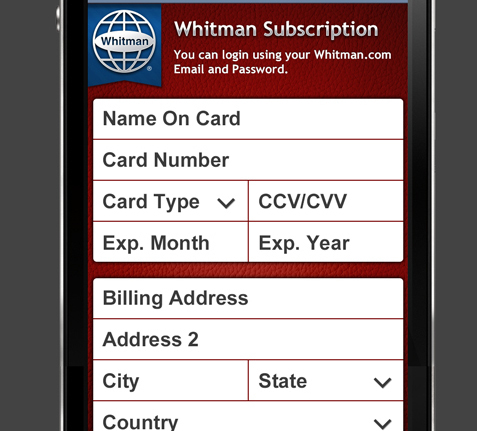 Whitman
®
Whitman Subscription
You can login using your Whitman.com
Email and Password.
Name On Card
Card Number
Card Type
CCV/CVV
Exp. Month
Exp. Year
Billing Address
Address 2
City
State
Country